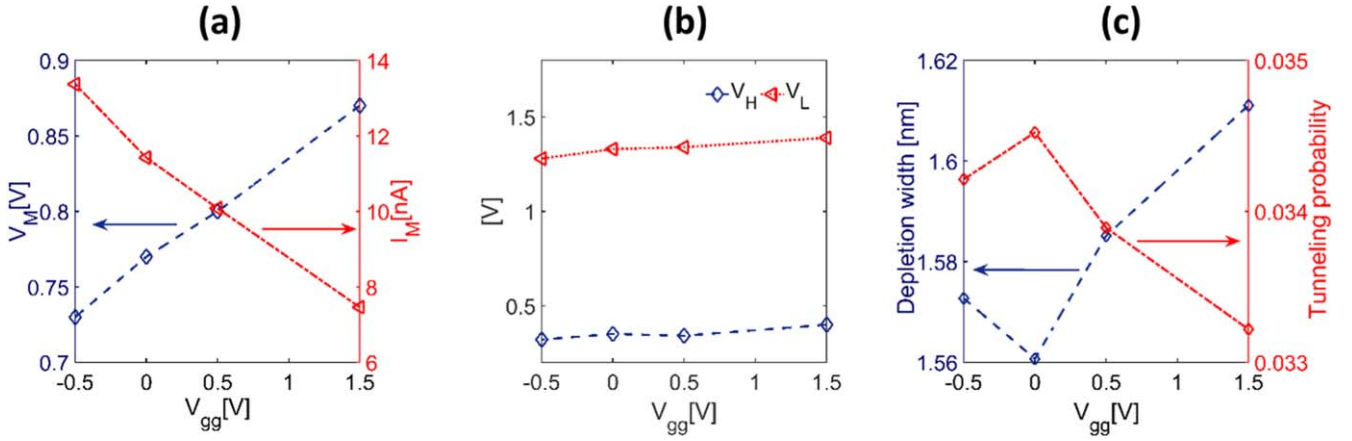 (a)
0.9
0.85
0.8
0.75
0.7
V_M[V]
14
12
10
8
6
I_M[nA]
-0.5 0 0.5 1 1.5
V_gg[V]
(b)
V_H V_L
1.5
1
0.5
[V]
-0.5 0 0.5 1 1.5
V_gg[V]
(c)
1.62
1.6
1.58
1.56
Depletion width [nm]
0.035
0.034
0.033
Tunneling probability
-0.5 0 0.5 1 1.5
V_gg[V]